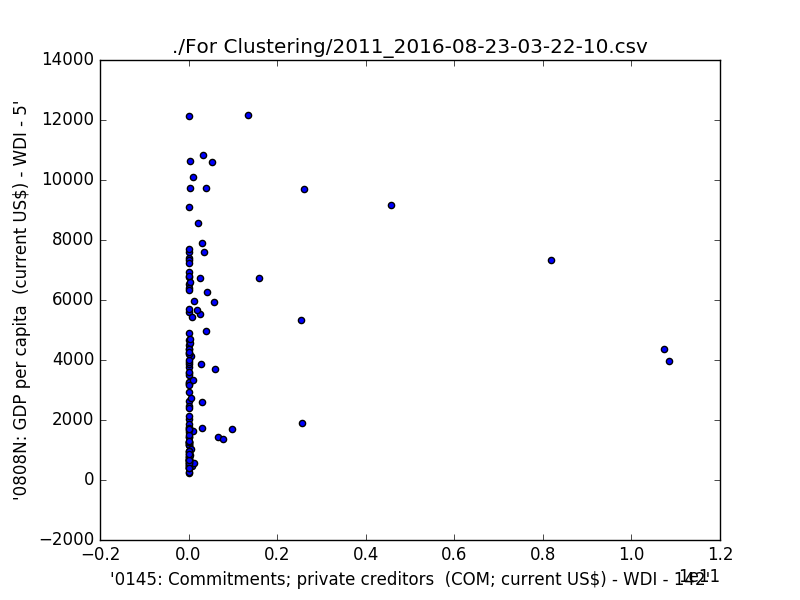 ./For Clustering/2011_2016-08-23-03-22-10.csv
14000
12000
10000
8000
6000
4000
2000
0
−2000
'0808N: GDP per capita  (current US$) - WDI - 5'
−0.2 0.0 0.2 0.4 0.6 0.8 1.0 1.2
1e11
'0145: Commitments; private creditors  (COM; current US$) - WDI - 142'